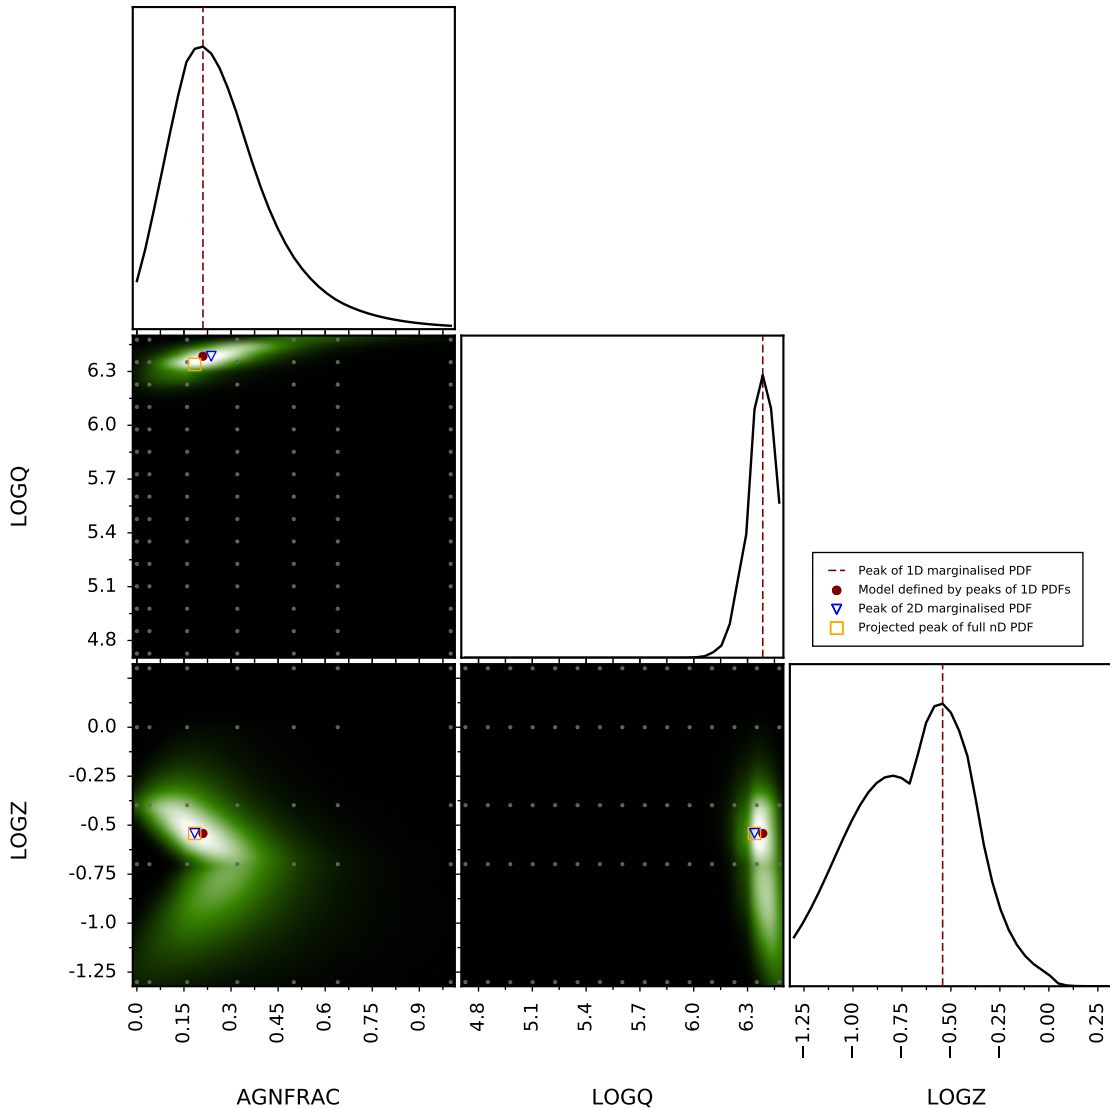 LOGQ
6.3
6.0
5.7
5.4
5.1
4.8
Peak of 1D marginalised PDF
Model defined by peaks of 1D PDFs
Peak of 2D marginalised PDF
Projected peak of full nD PDF
LOGZ
0.0
-0.25
-0.5
-0.75
-1.0
-1.25
0.0 0.15 0.3 0.45 0.6 0.75 0.9
4.8 5.1 5.4 5.7 6.0 6.3
−1.25 −1.00 −0.75 −0.50 −0.25 0.00 0.25
AGNFRAC LOGQ LOGZ